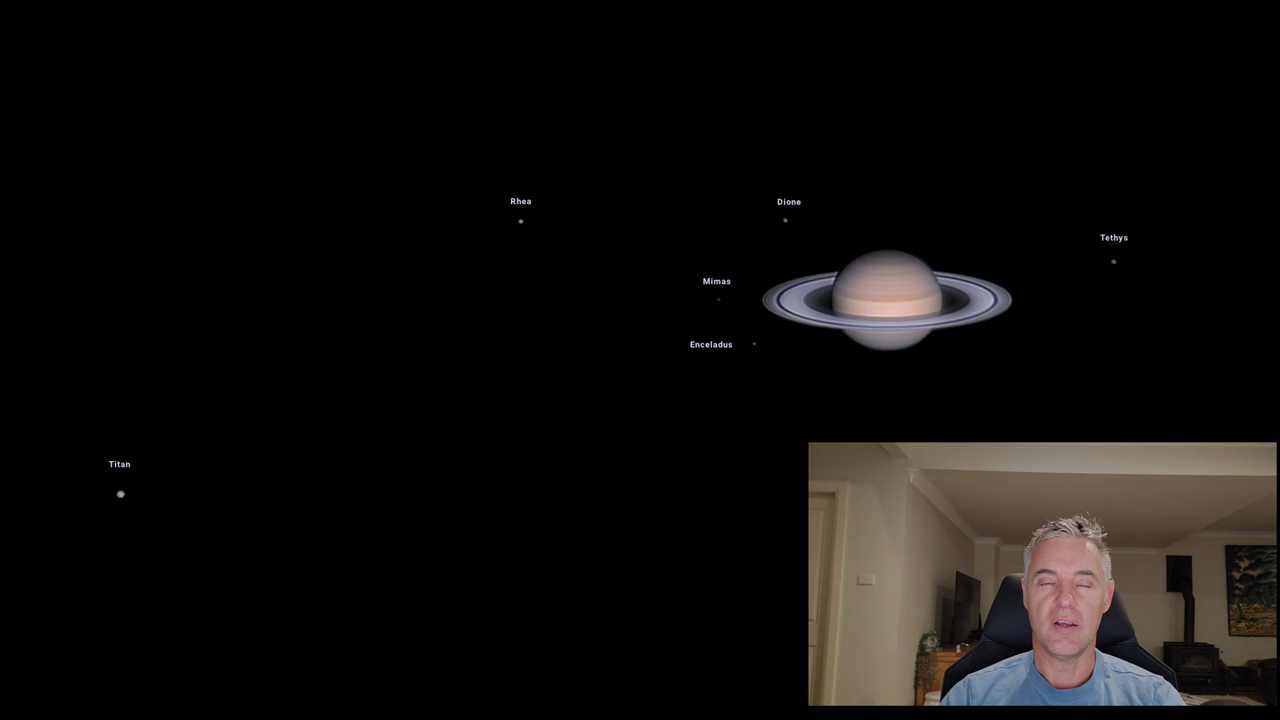 Rhea
Dione
Tethys
Mimas
Enceladus
Titan